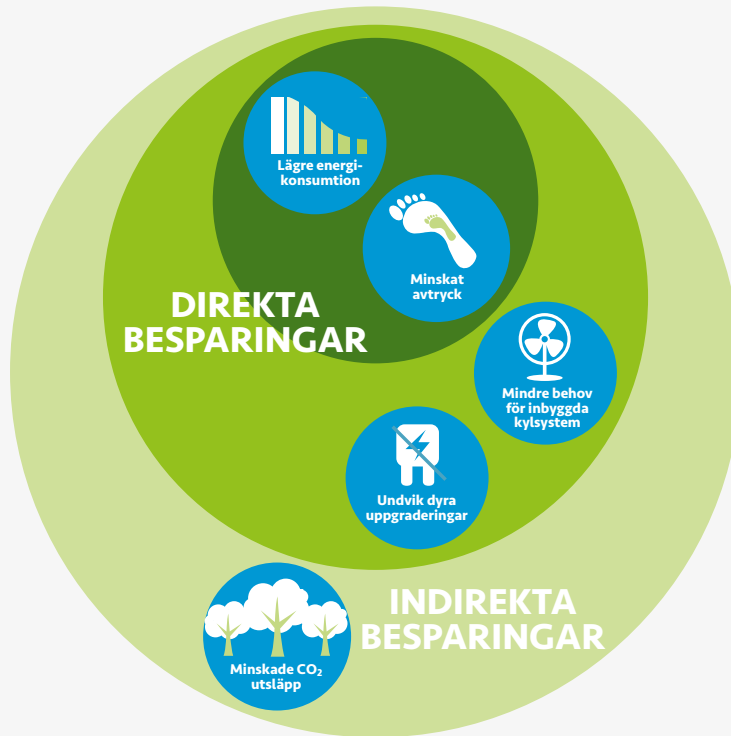 Lägre energi-
konsumtion
Minskat
avtryck
DIREKTA
BESPARINGAR
Mindre behov
för inbyggda
kylsystem
Undvik dyra
uppgraderingar
INDIREKTA
BESPARINGAR
Minskade CO₂
utsläpp